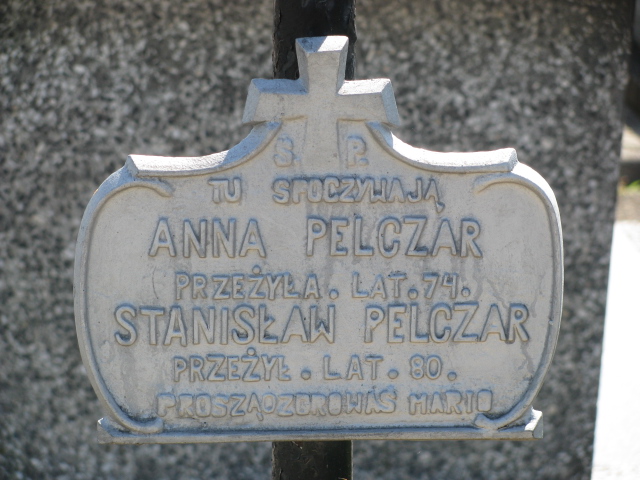 Ś. P.
TU SPOCZYWAJĄ
ANNA PELCZAR
PRZEŻYŁA. LAT. 74.
STANISŁAW PELCZAR
PRZEŻYŁ. LAT. 80.
PROSZĄOZDROWAŚ MARIO